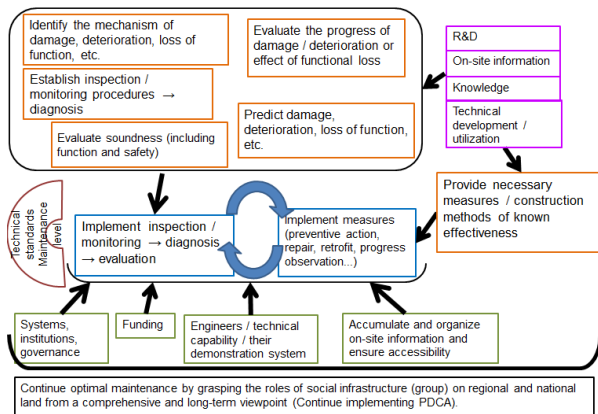 Identify the mechanism of
damage, deterioration, loss of
function, etc.
Evaluate the progress of
damage / deterioration or
effect of functional loss
Establish inspection /
monitoring procedures →
diagnosis
Evaluate soundness (including
function and safety)
Predict damage,
deterioration, loss of function,
etc.
R&D
On-site information
Knowledge
Technical
development /
utilization
Provide necessary
measures / construction
methods of known
effectiveness
Technical
standards
Maintenance
level
Implement inspection /
monitoring → diagnosis
→ evaluation
Implement measures
(preventive action,
repair, retrofit, progress
observation...)
Systems,
institutions,
governance
Funding
Engineers / technical
capability / their
demonstration system
Accumulate and organize
on-site information and
ensure accessibility
Continue optimal maintenance by grasping the roles of social infrastructure (group) on regional and national
land from a comprehensive and long-term viewpoint (Continue implementing PDCA).